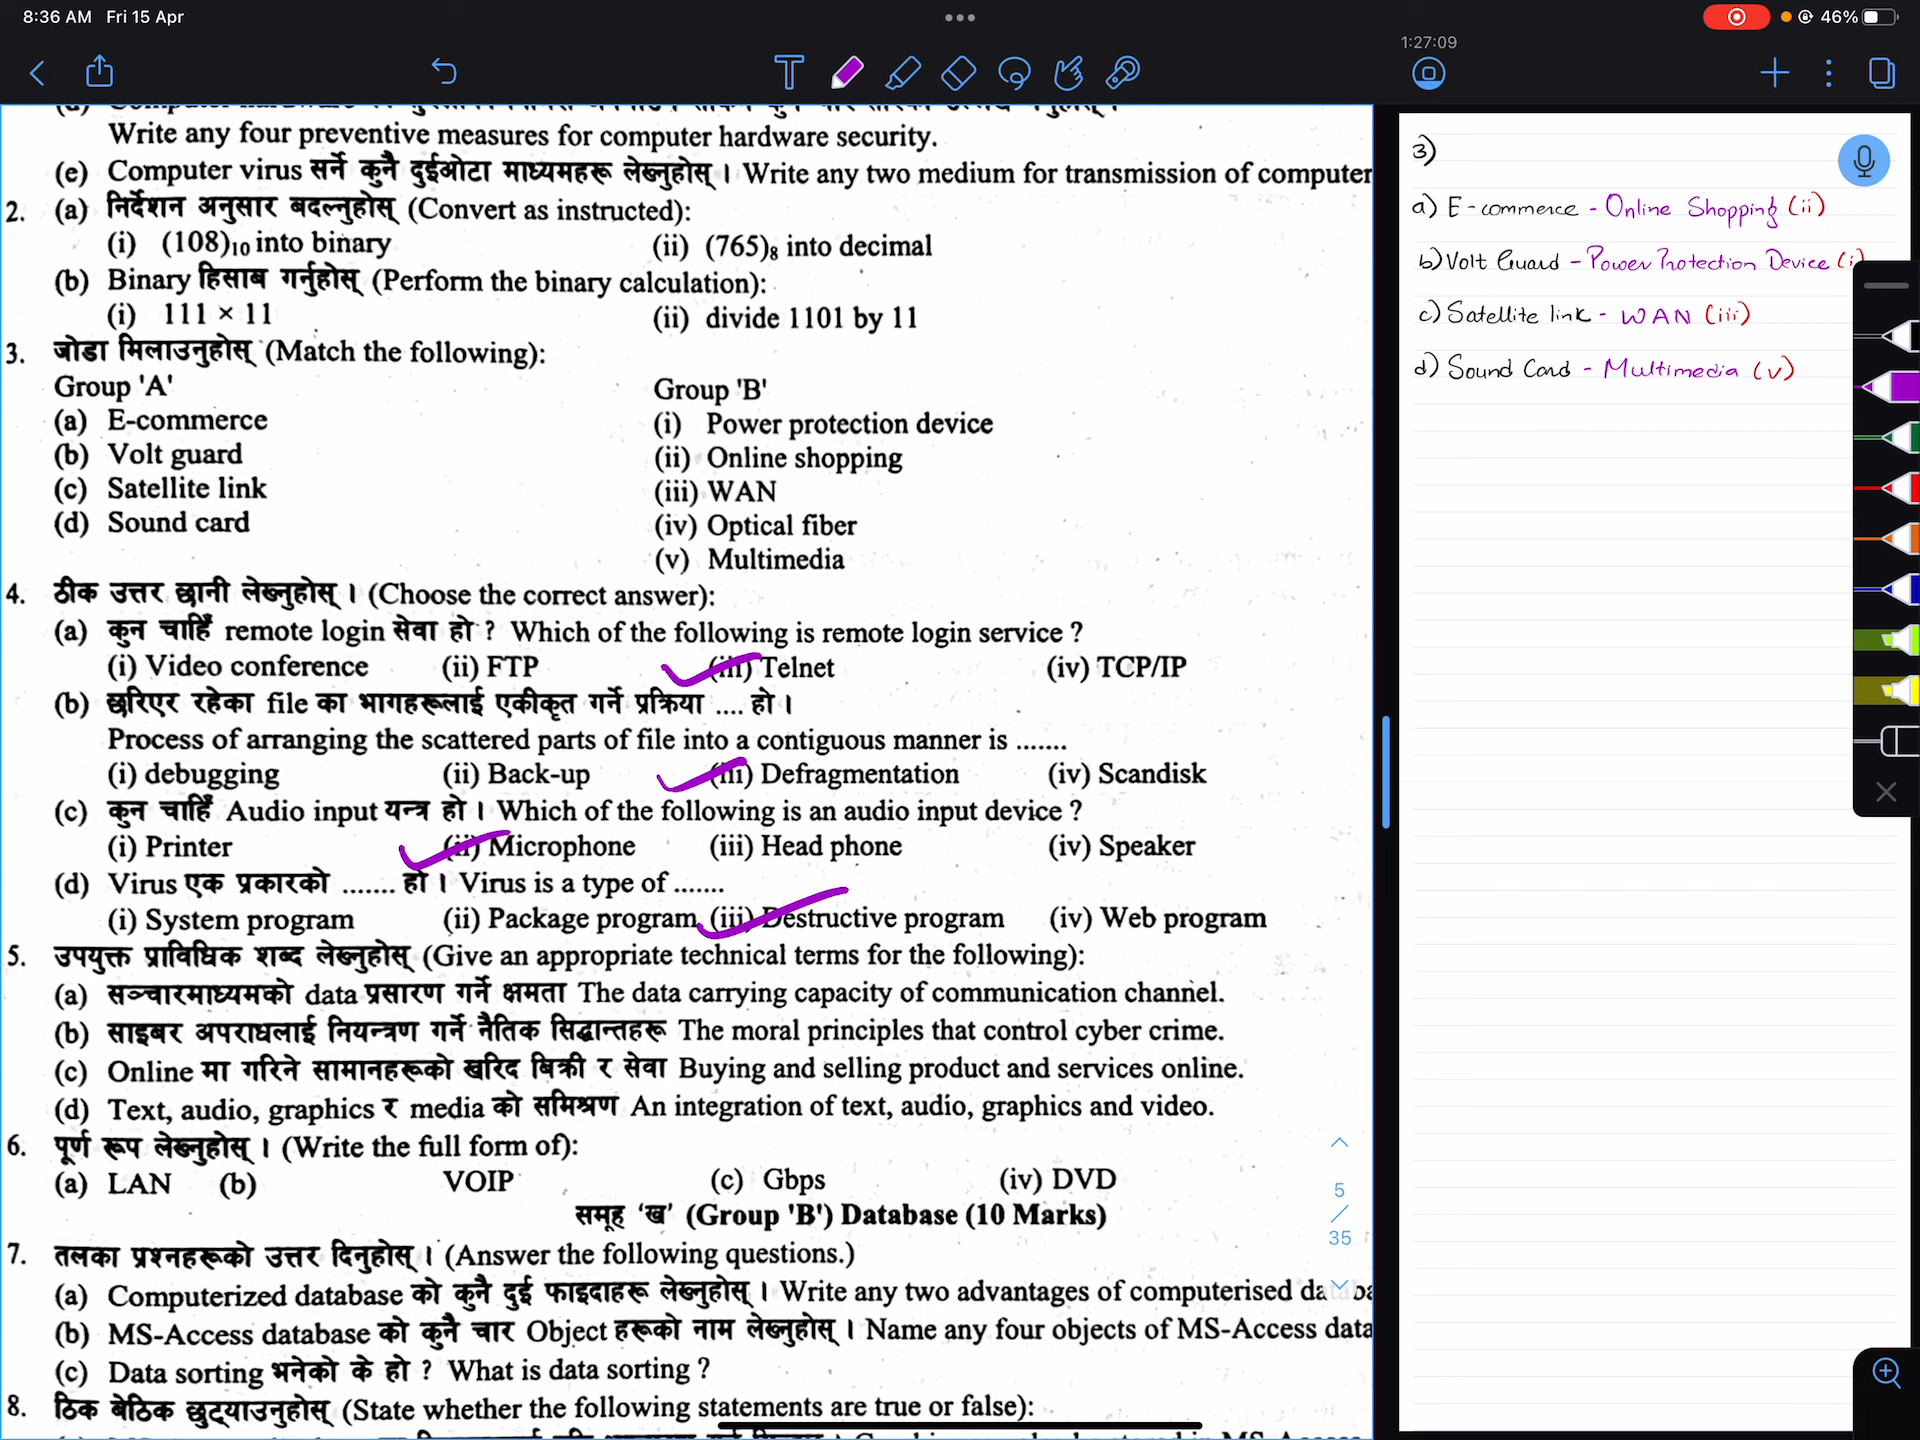 8:36 AM Fri 15 Apr
46%
1:27:09
Write any four preventive measures for computer hardware security.
(e) Computer virus सर्ने कुनै दुईओटा माध्यमहरू लेख्नुहोस् । Write any two medium for transmission of computer
2. (a) निर्देशन अनुसार बदल्नुहोस् (Convert as instructed):
(i) (108)₁₀ into binary (ii) (765)₈ into decimal
(b) Binary हिसाब गर्नुहोस् (Perform the binary calculation):
(i) 111 × 11 (ii) divide 1101 by 11
3. जोडा मिलाउनुहोस् (Match the following):
Group 'A' Group 'B'
(a) E-commerce (i) Power protection device
(b) Volt guard (ii) Online shopping
(c) Satellite link (iii) WAN
(d) Sound card (iv) Optical fiber
(v) Multimedia
4. ठीक उत्तर छानी लेख्नुहोस् । (Choose the correct answer):
(a) कुन चाहिँ remote login सेवा हो ? Which of the following is remote login service ?
(i) Video conference (ii) FTP (iii) Telnet (iv) TCP/IP
(b) छरिएर रहेका file का भागहरूलाई एकीकृत गर्ने प्रक्रिया .... हो ।
Process of arranging the scattered parts of file into a contiguous manner is .......
(i) debugging (ii) Back-up (iii) Defragmentation (iv) Scandisk
(c) कुन चाहिँ Audio input यन्त्र हो । Which of the following is an audio input device ?
(i) Printer (ii) Microphone (iii) Head phone (iv) Speaker
(d) Virus एक प्रकारको ....... हो । Virus is a type of .......
(i) System program (ii) Package program (iii) Destructive program (iv) Web program
5. उपयुक्त प्राविधिक शब्द लेख्नुहोस् (Give an appropriate technical terms for the following):
(a) सञ्चारमाध्यमको data प्रसारण गर्ने क्षमता The data carrying capacity of communication channel.
(b) साइबर अपराधलाई नियन्त्रण गर्ने नैतिक सिद्धान्तहरू The moral principles that control cyber crime.
(c) Online मा गरिने सामानहरूको खरिद बिक्री र सेवा Buying and selling product and services online.
(d) Text, audio, graphics र media को समिश्रण An integration of text, audio, graphics and video.
6. पूर्ण रूप लेख्नुहोस् । (Write the full form of):
(a) LAN (b) VOIP (c) Gbps (iv) DVD
समूह ‘ख’ (Group 'B') Database (10 Marks)
7. तलका प्रश्नहरूको उत्तर दिनुहोस् । (Answer the following questions.)
(a) Computerized database को कुनै दुई फाइदाहरू लेख्नुहोस् । Write any two advantages of computerised
(b) MS-Access database को कुनै चार Object हरूको नाम लेख्नुहोस् । Name any four objects of MS-Access data
(c) Data sorting भनेको के हो ? What is data sorting ?
8. ठिक बेठिक छुट्याउनुहोस् (State whether the following statements are true or false):
5
/
35
3)
a) E-commerce - Online Shopping (ii)
b) Volt Guard - Power Protection Device (i)
c) Satellite link - WAN (iii)
d) Sound Card - Multimedia (v)